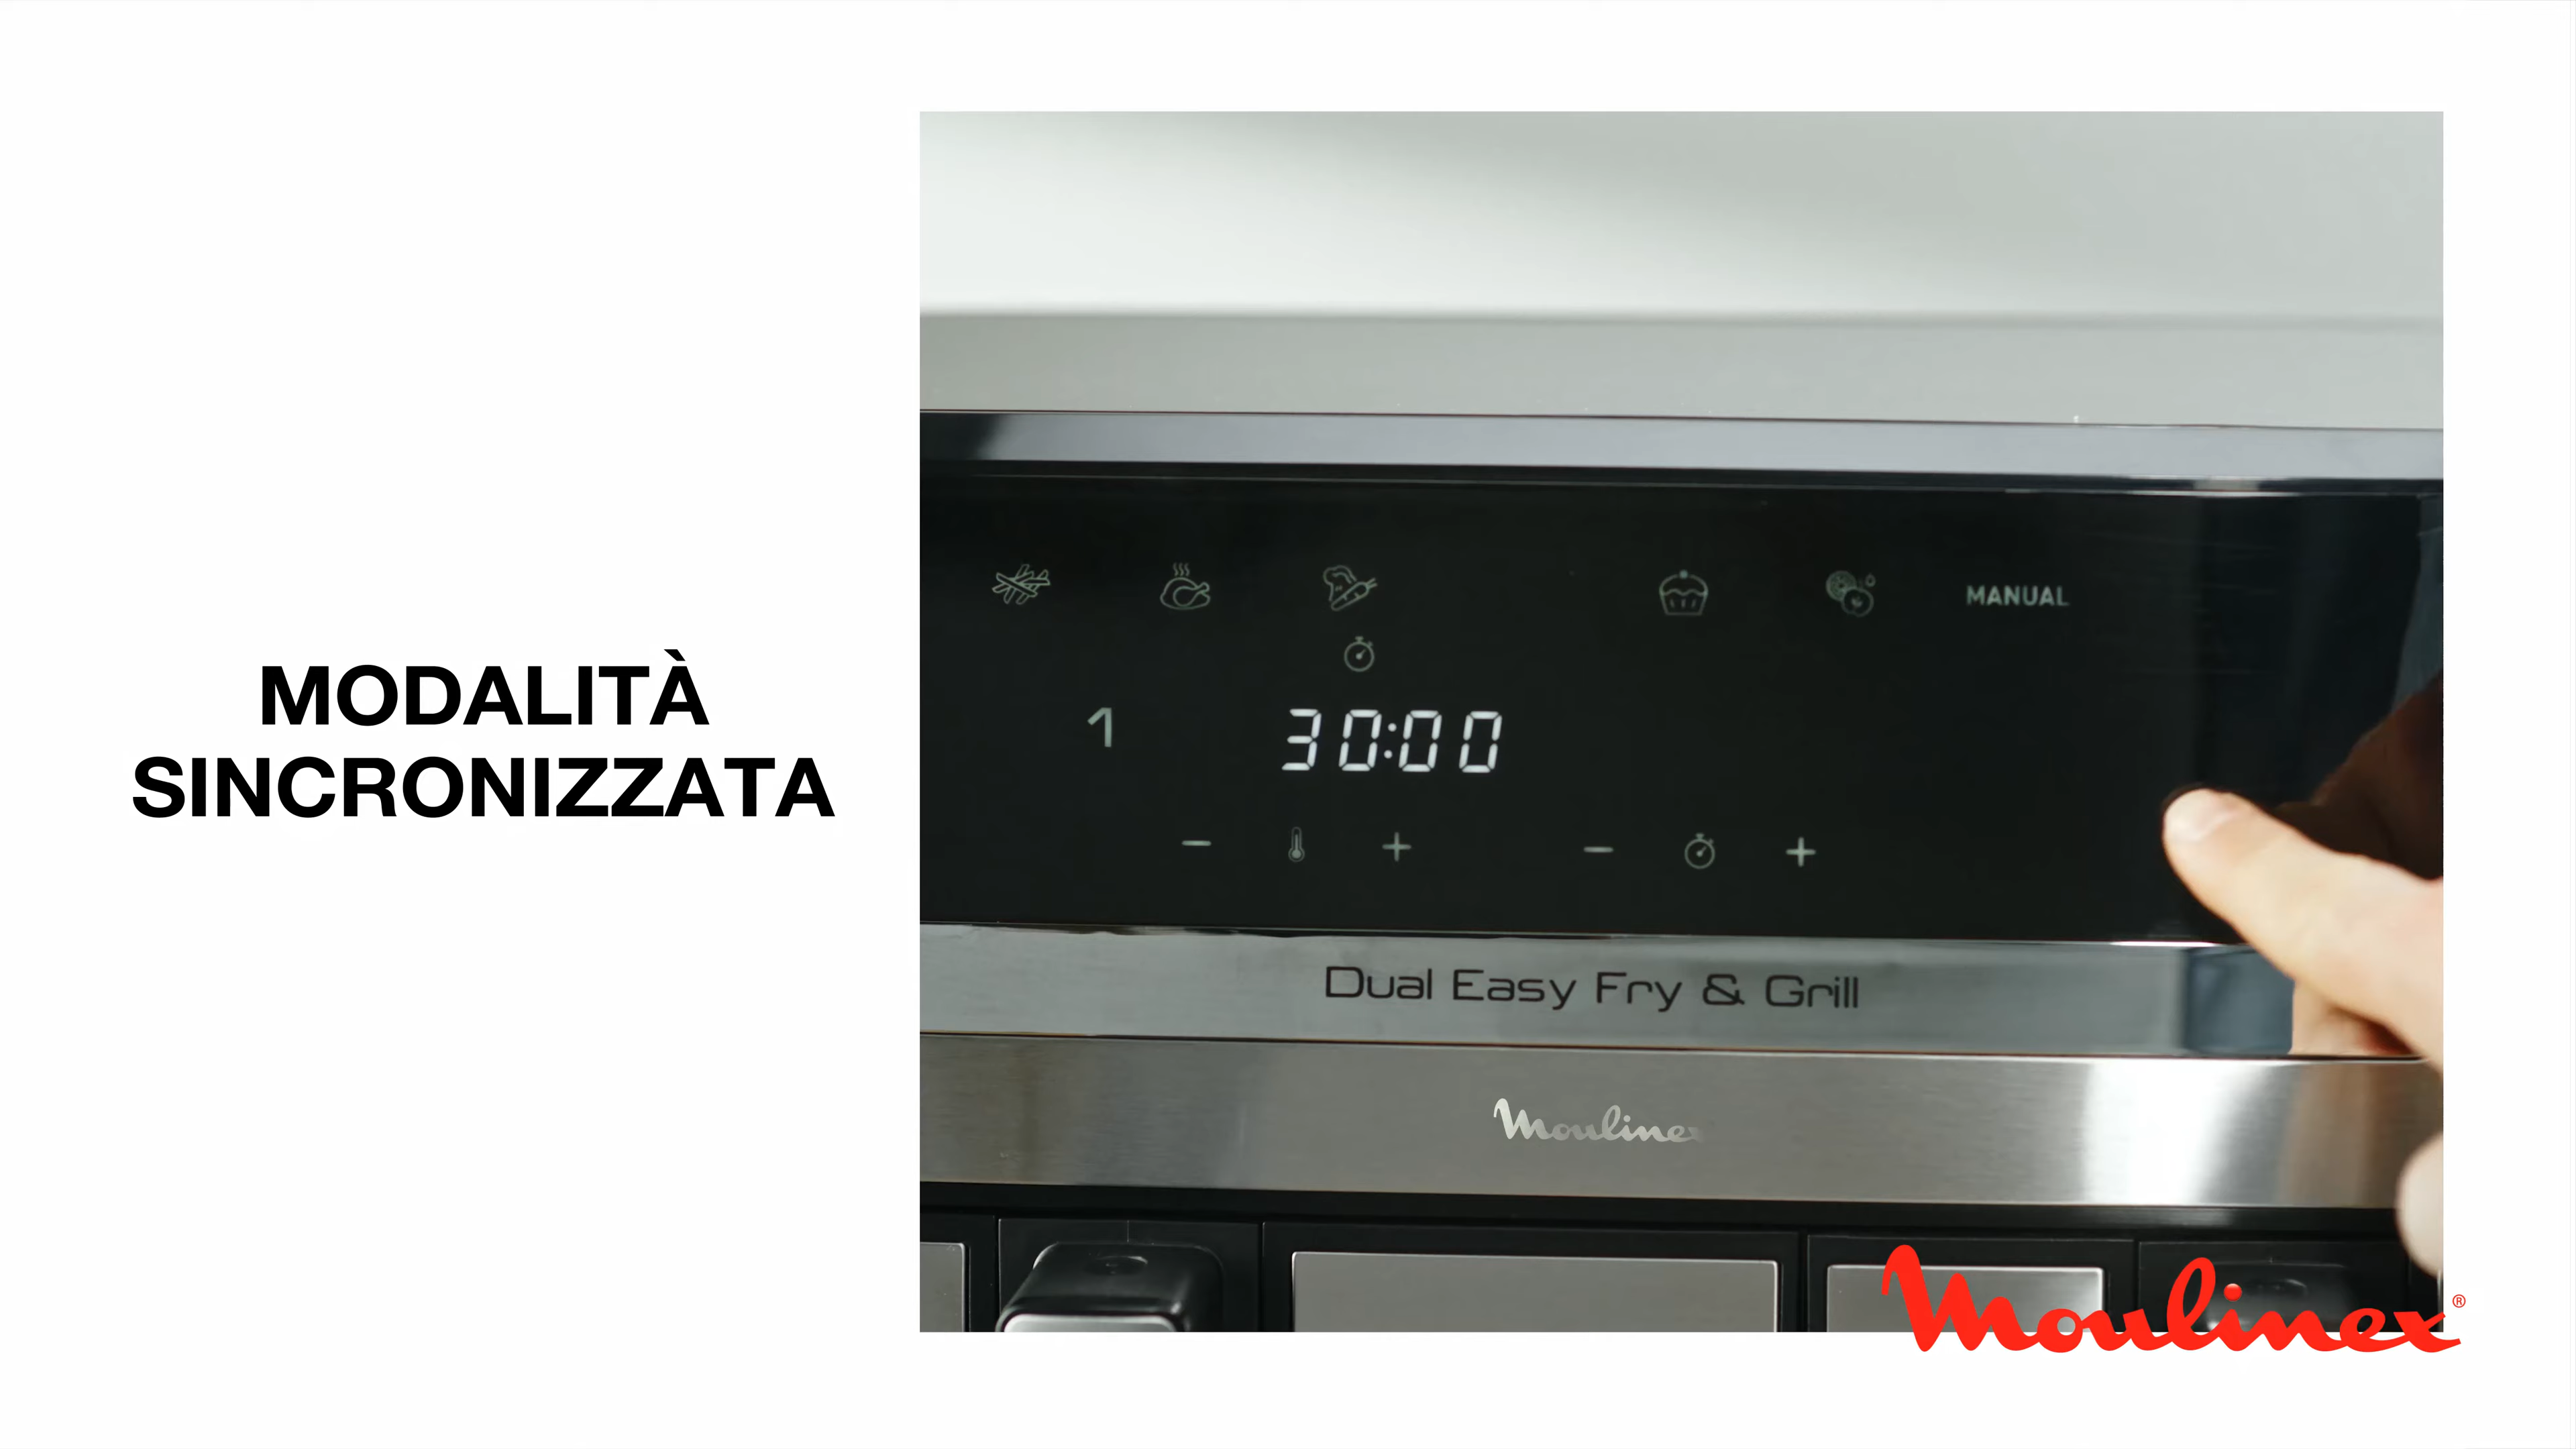 MODALITÀ
SINCRONIZZATA
MANUAL
1
30:00
− + − +
Dual Easy Fry & Grill
Moulinex
Moulinex®